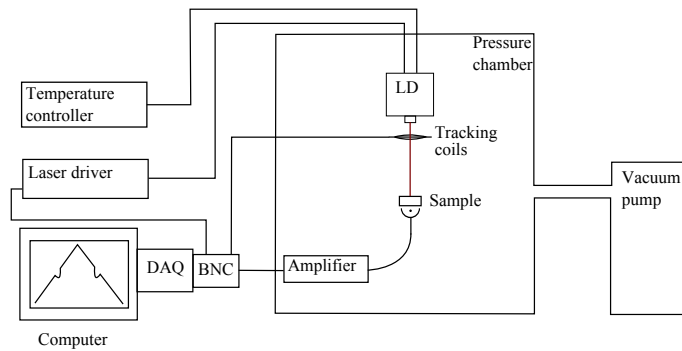 Pressure
chamber
LD
Temperature
controller
Tracking
coils
Laser driver
Vacuum
pump
Sample
DAQ
BNC
Amplifier
Computer